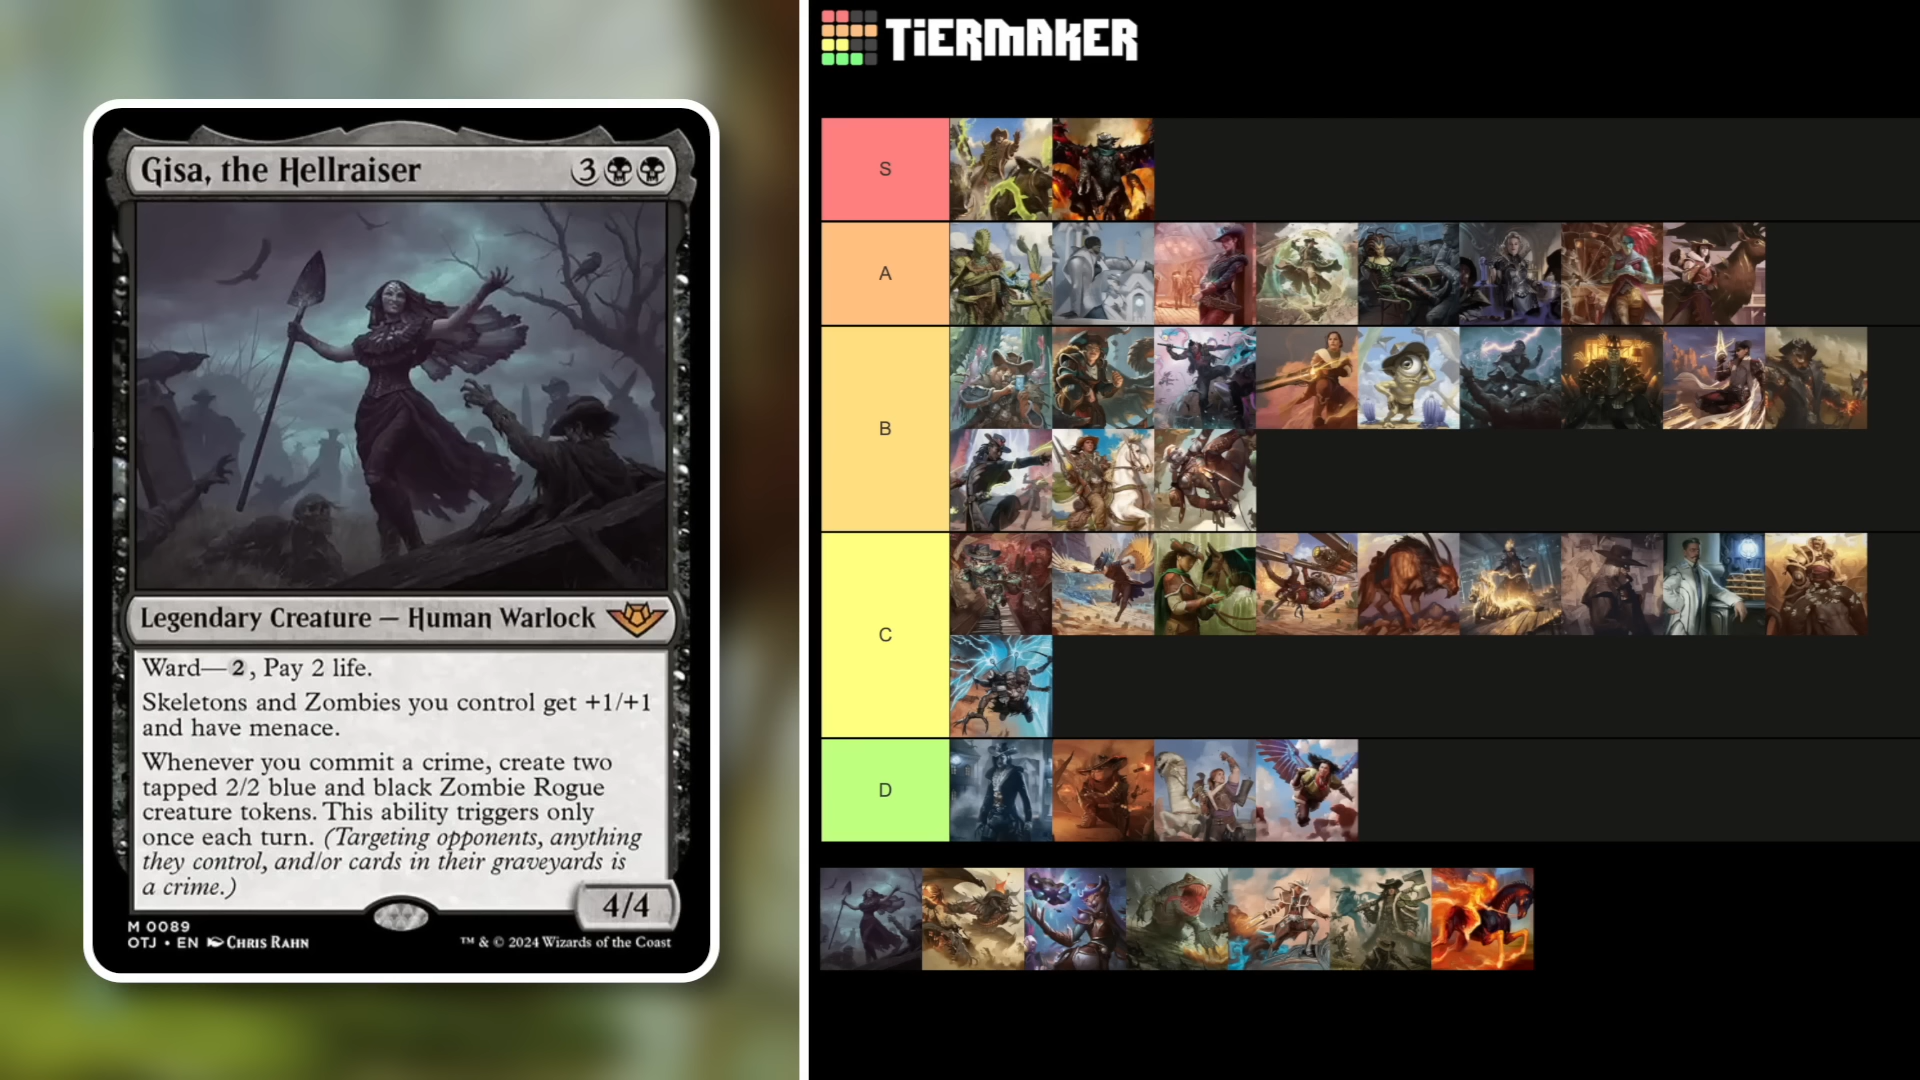 Gisa, the Hellraiser 3
Legendary Creature — Human Warlock
Ward—2, Pay 2 life.
Skeletons and Zombies you control get +1/+1
and have menace.
Whenever you commit a crime, create two
tapped 2/2 blue and black Zombie Rogue
creature tokens. This ability triggers only
once each turn. (Targeting opponents, anything
they control, and/or cards in their graveyards is
a crime.)
4/4
M 0089
OTJ • EN CHRIS RAHN
™ & © 2024 Wizards of the Coast
TIERMAKER
S
A
B
C
D